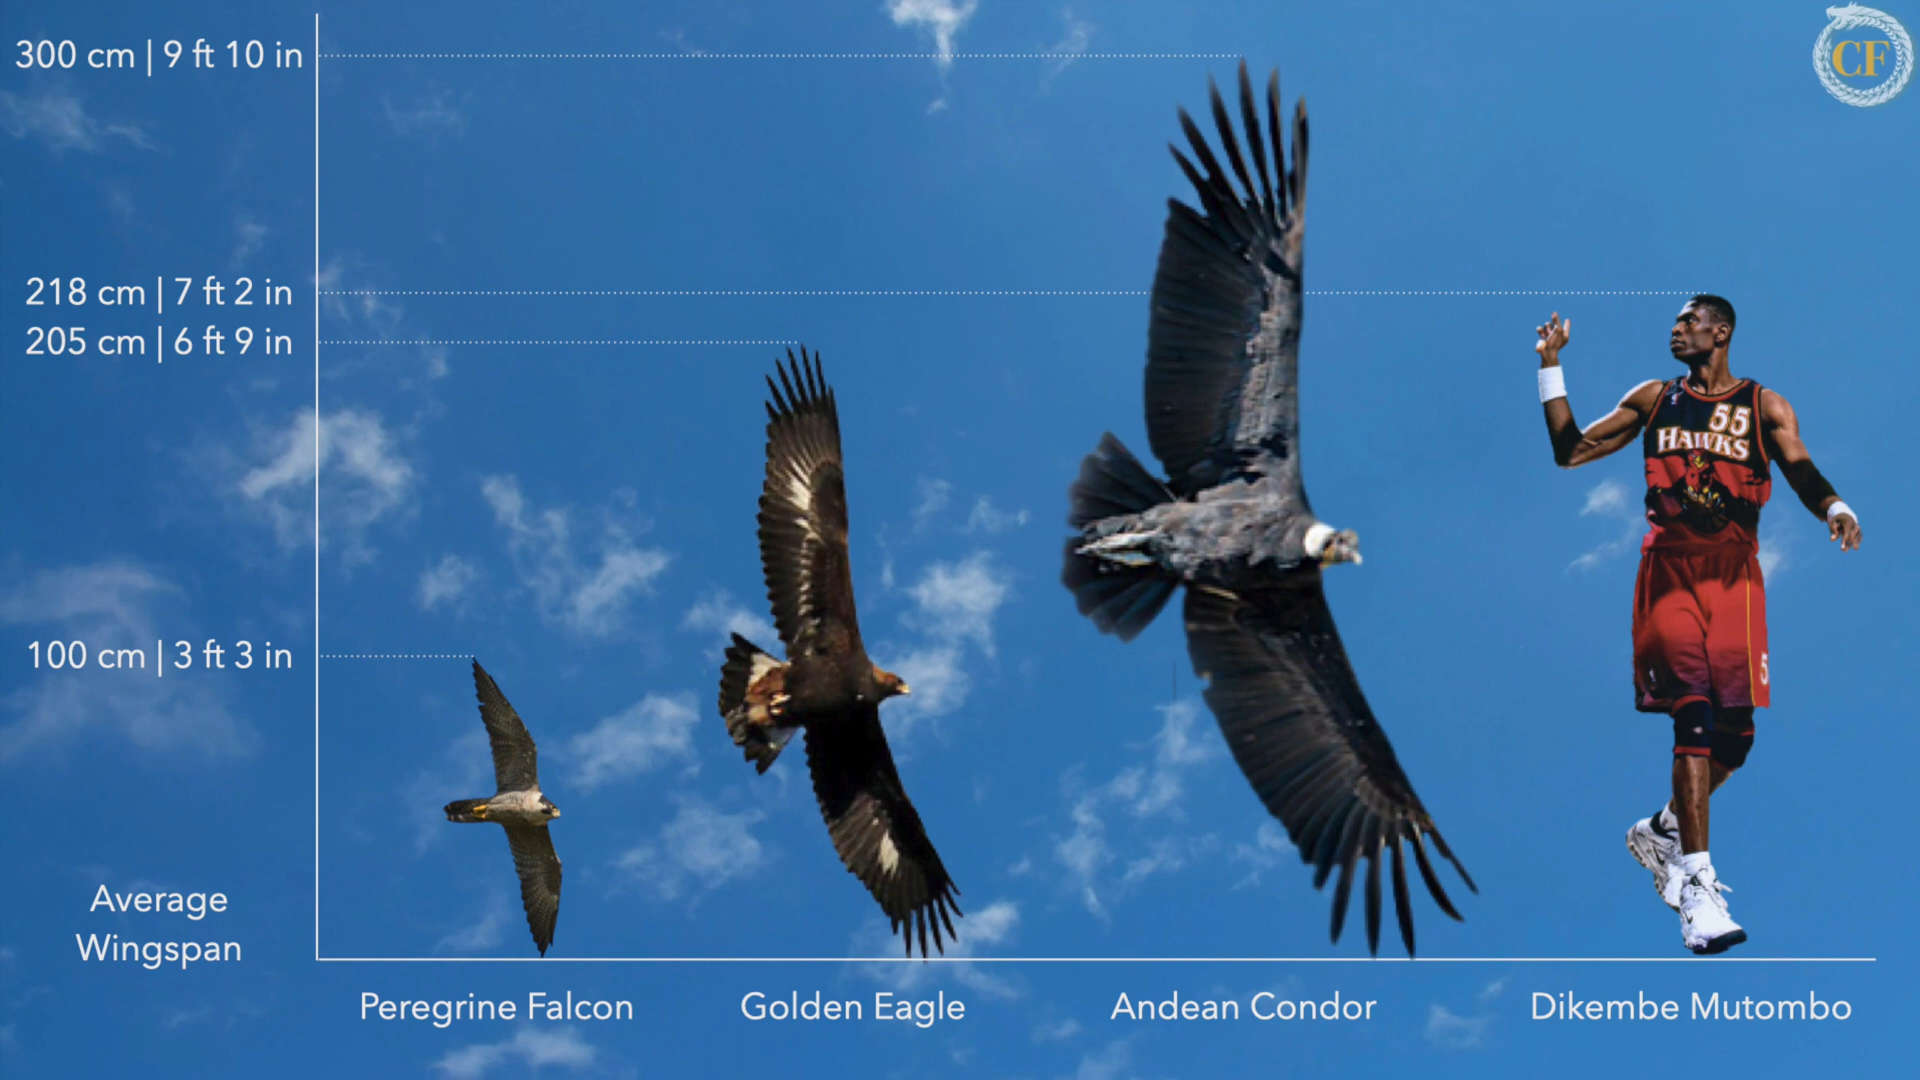 300 cm | 9 ft 10 in
CF
218 cm | 7 ft 2 in
205 cm | 6 ft 9 in
55
HAWKS
100 cm | 3 ft 3 in
5
Average
Wingspan
Peregrine Falcon
Golden Eagle
Andean Condor
Dikembe Mutombo